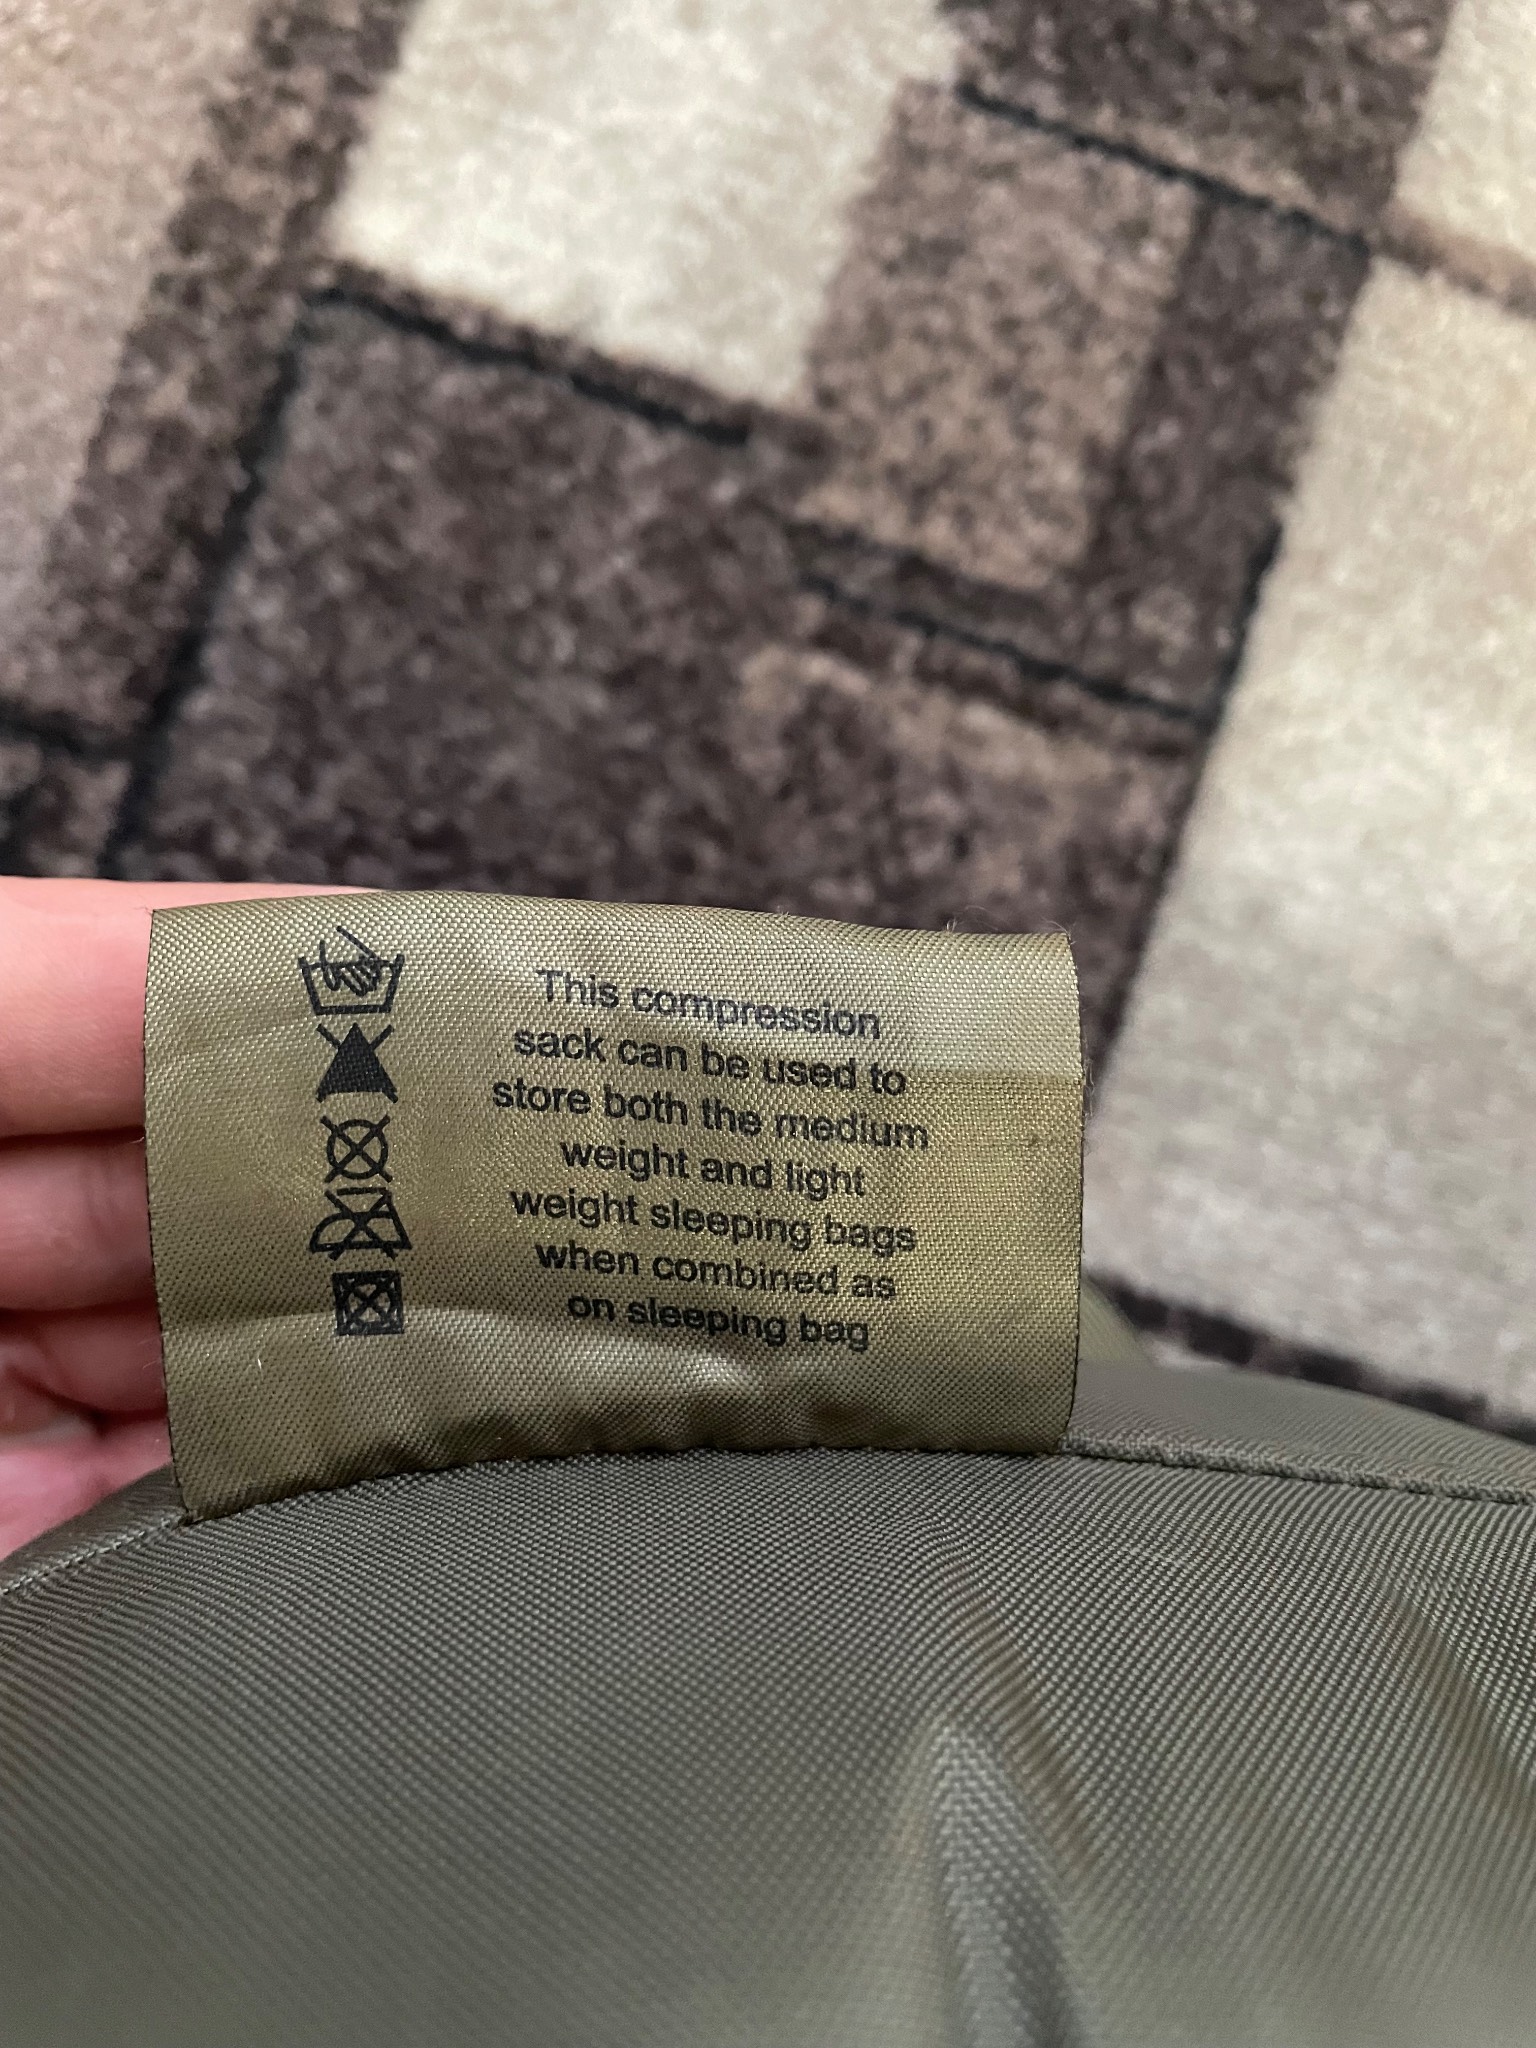 This compression
sack can be used to
store both the medium
weight and light
weight sleeping bags
when combined as
on sleeping bag